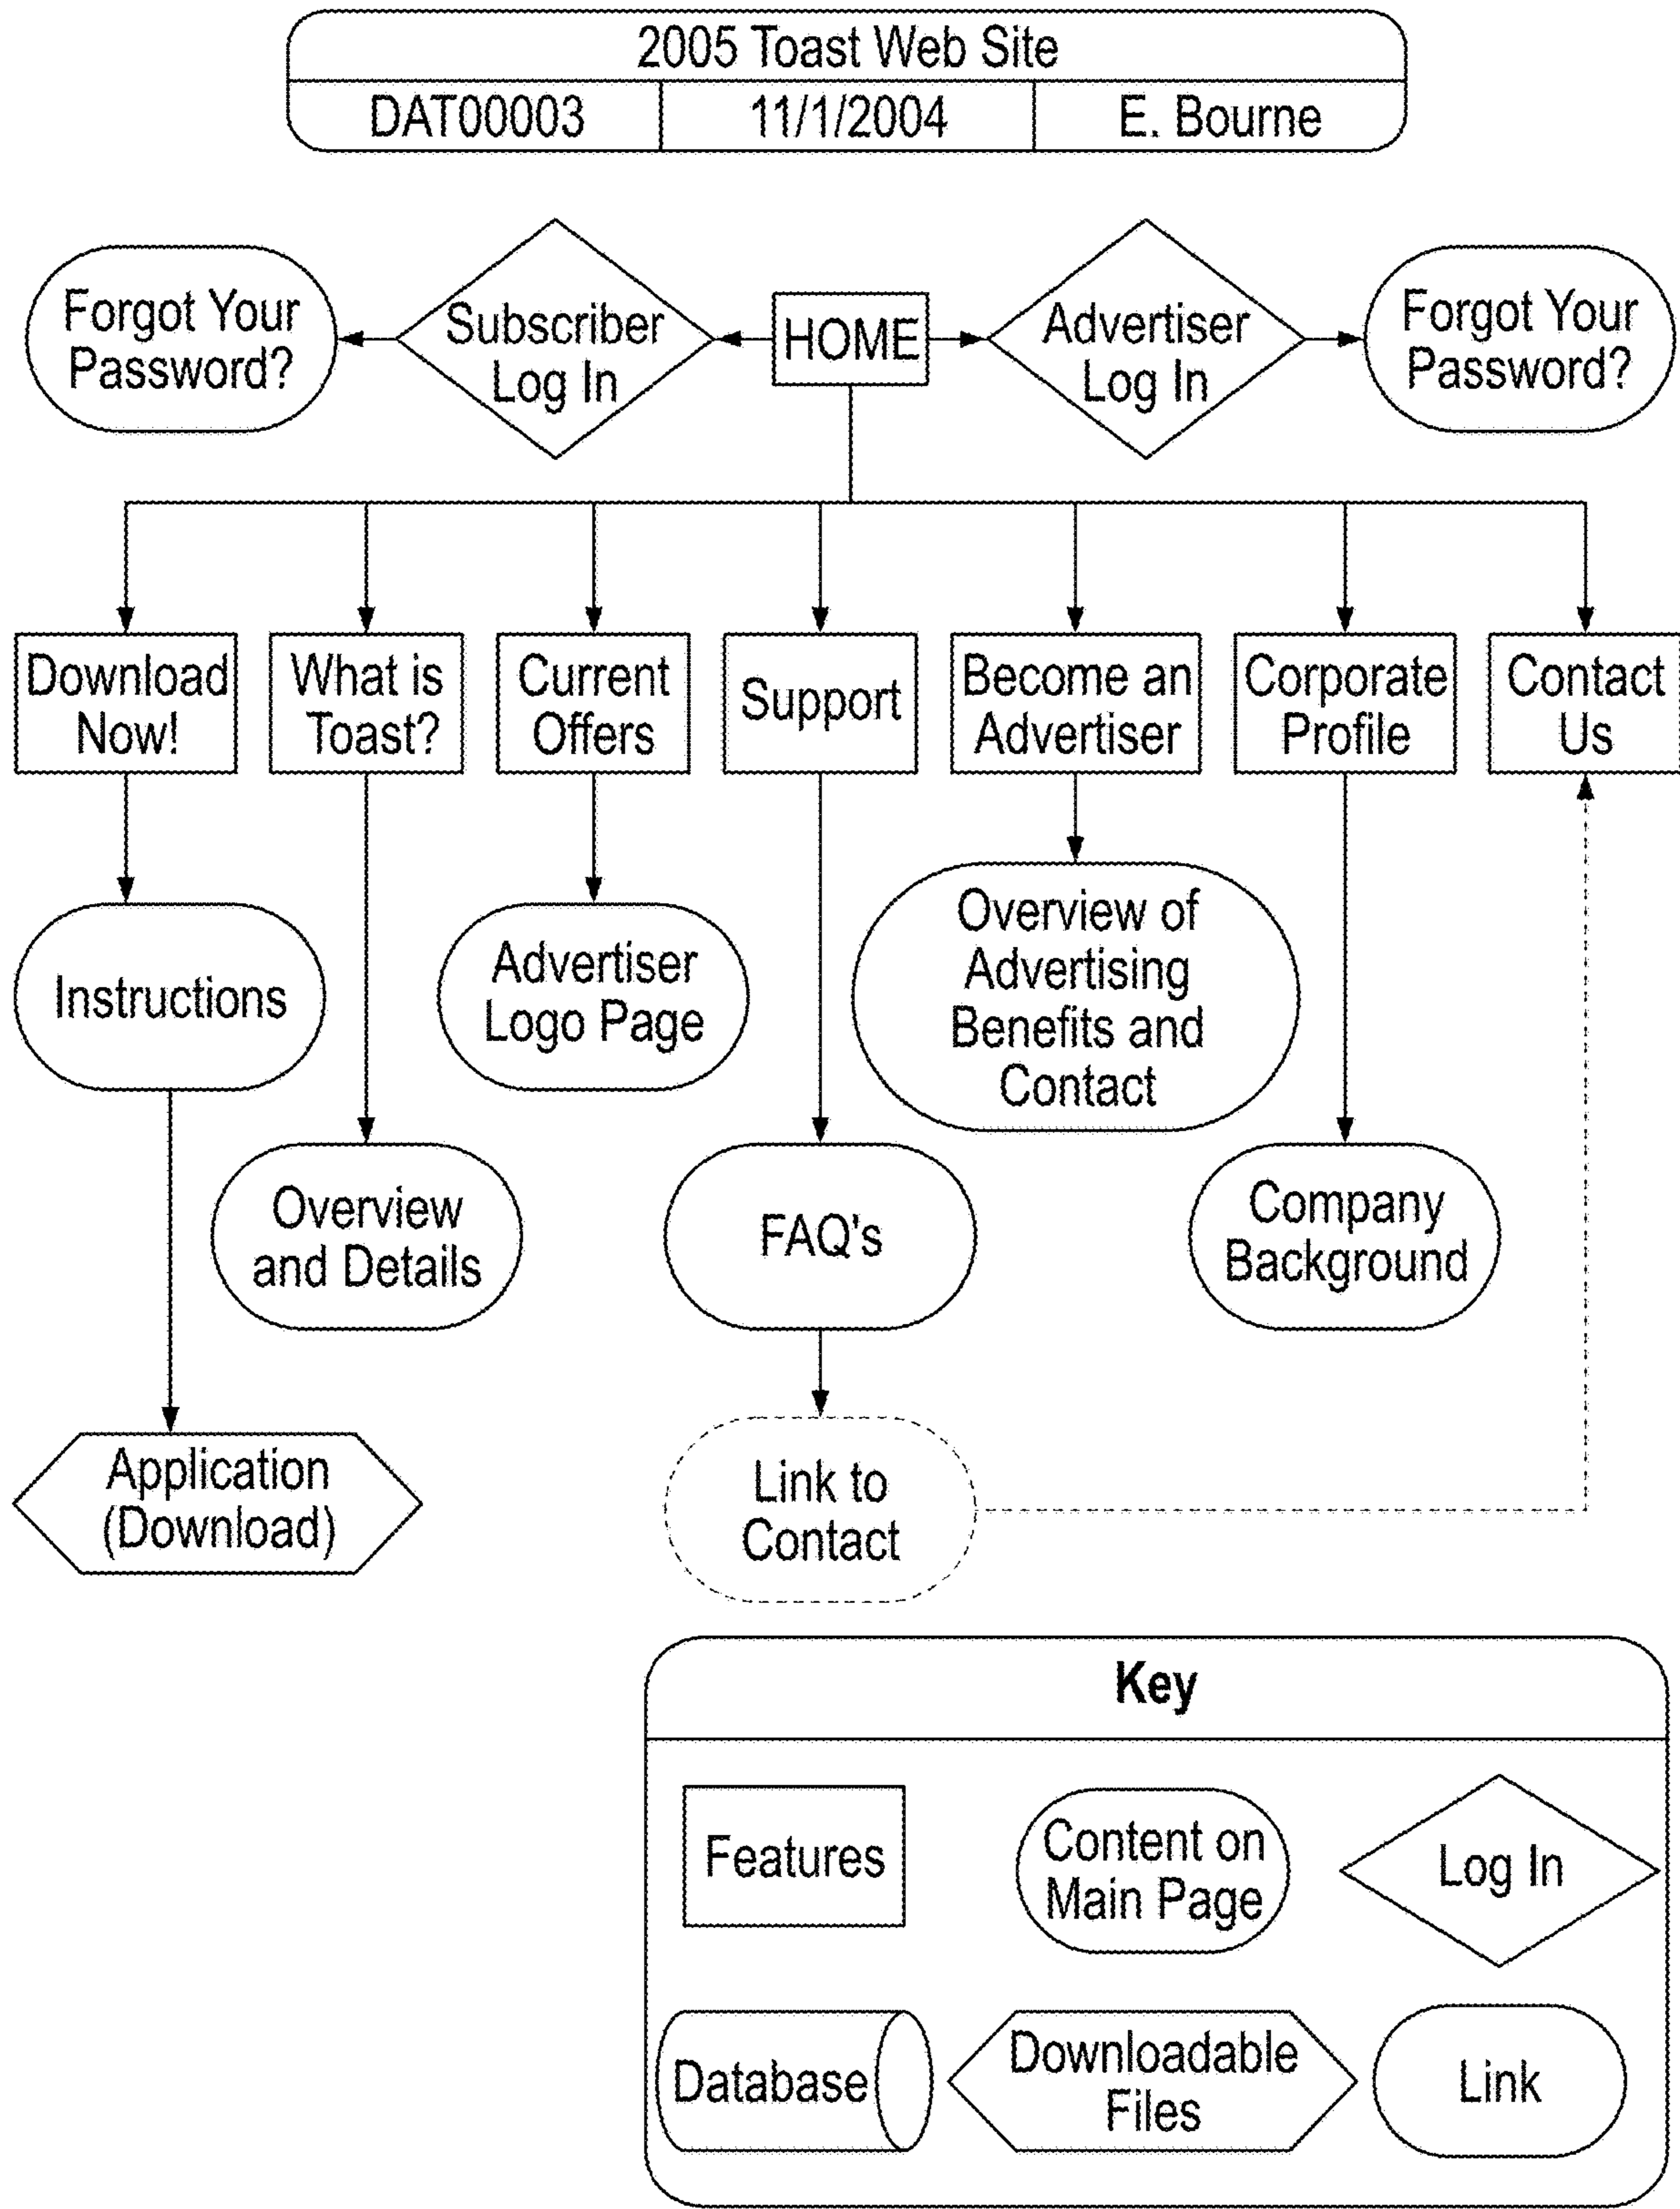 2005 Toast Web Site
DAT00003 11/1/2004 E. Bourne
Forgot Your
Password?
Subscriber
Log In
HOME
Advertiser
Log In
Forgot Your
Password?
Download
Now!
What is
Toast?
Current
Offers
Support
Become an
Advertiser
Corporate
Profile
Contact
Us
Instructions
Advertiser
Logo Page
Overview of
Advertising
Benefits and
Contact
Overview
and Details
FAQ's
Company
Background
Application
(Download)
Link to
Contact
Key
Features
Content on
Main Page
Log In
Database
Downloadable
Files
Link